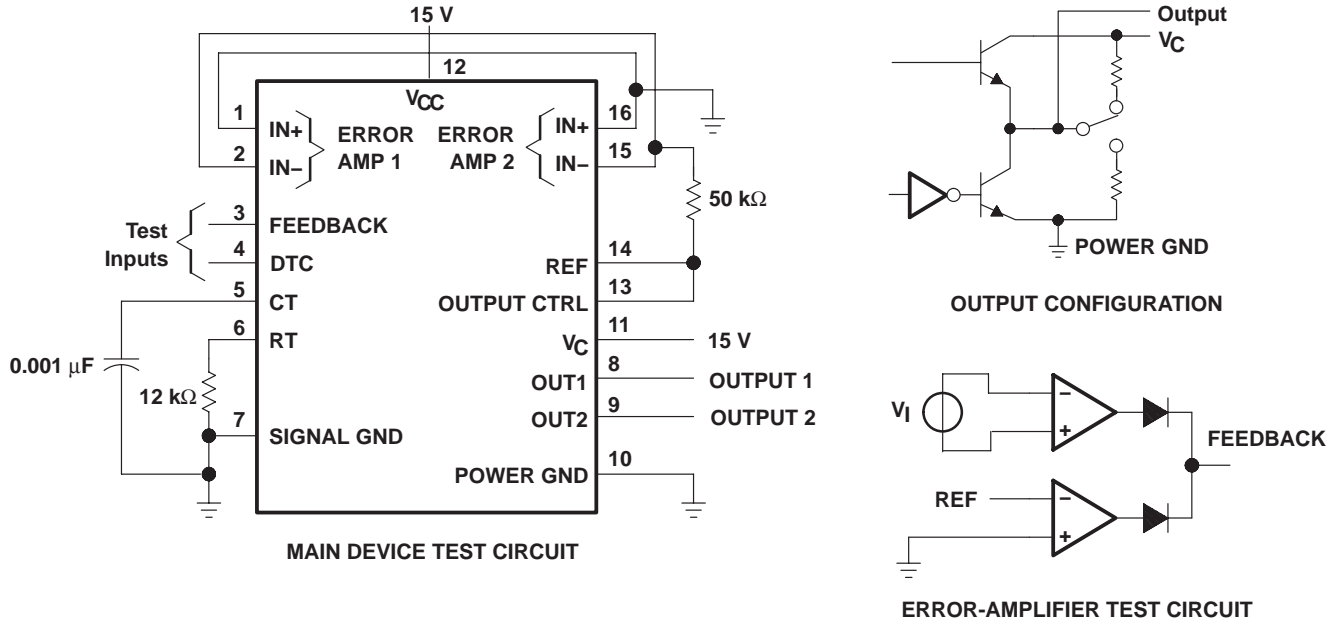 15 V
12
VCC
1
IN+
2
IN−
ERROR
AMP 1
ERROR
AMP 2
IN+
16
IN−
15
50 kΩ
Test
Inputs
3
FEEDBACK
4
DTC
5
CT
6
RT
0.001 μF
12 kΩ
7
SIGNAL GND
REF
14
OUTPUT CTRL
13
VC
11
15 V
OUT1
8
OUTPUT 1
OUT2
9
OUTPUT 2
POWER GND
10
MAIN DEVICE TEST CIRCUIT
Output
VC
POWER GND
OUTPUT CONFIGURATION
VI
−
+
FEEDBACK
REF
−
+
ERROR-AMPLIFIER TEST CIRCUIT